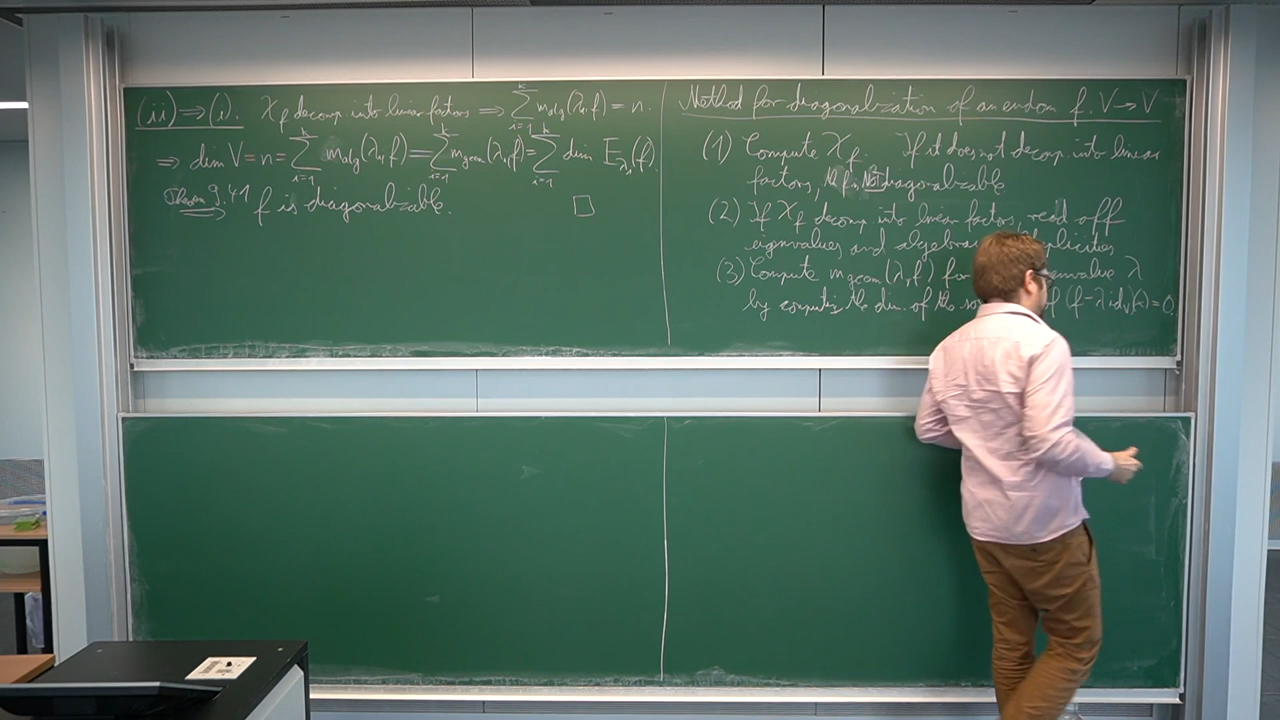 (ii) ⇒ (i). χ_f decomp. into linear factors ⇒ ∑_{i=1}^{k} m_alg(λ_i, f) = n.
⇒ dim V = n = ∑_{i=1}^{k} m_alg(λ_i, f) = ∑_{i=1}^{k} m_geom(λ_i, f) = ∑_{i=1}^{k} dim E_{λ_i}(f).
Theorem 9.41 ⇒ f is diagonalizable. □
Method for diagonalization of an endom f: V → V
(1) Compute χ_f. If it does not decomp. into linear
factors, f is NOT diagonalizable
(2) If χ_f decomp into linear factors, read off
eigenvalues and algebraic
(3) Compute m_geom(λ, f) for eigenvalue λ
by computing the dim. of the of (f - λ id_V)(x) = 0.